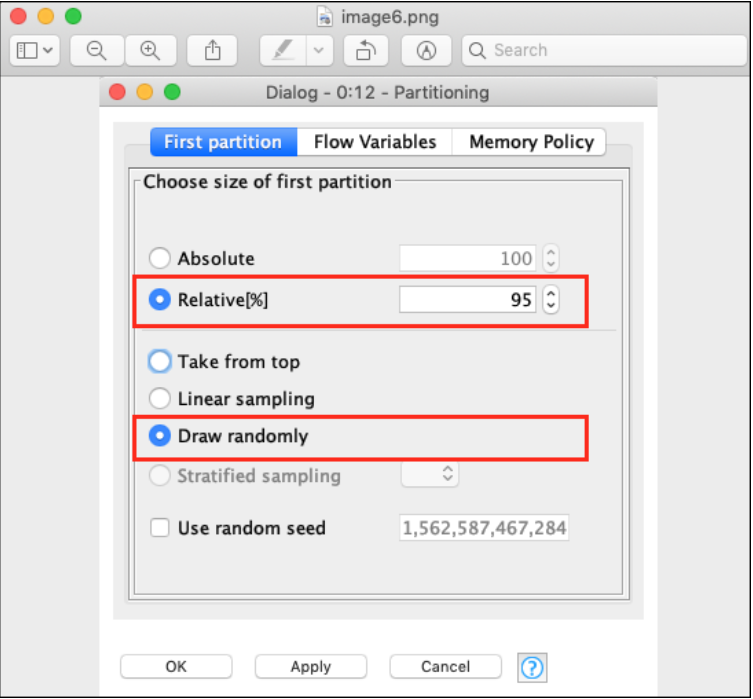 image6.png
Search
Dialog - 0:12 - Partitioning
First partition Flow Variables Memory Policy
Choose size of first partition
Absolute 100
Relative[%] 95
Take from top
Linear sampling
Draw randomly
Stratified sampling
Use random seed 1,562,587,467,284
OK Apply Cancel ?